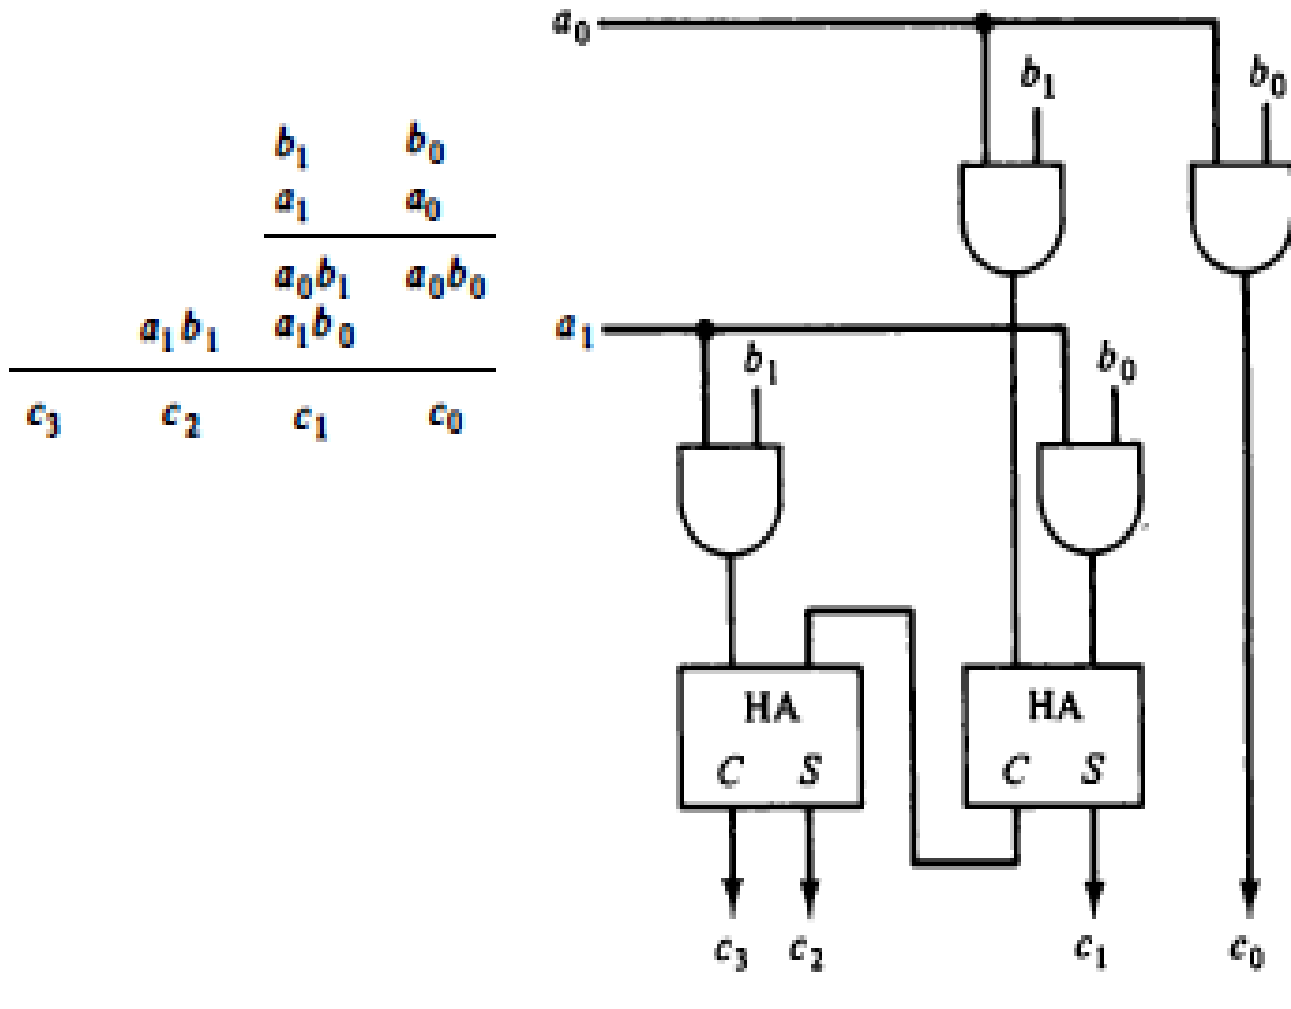 b₁ b₀
a₁ a₀
a₀b₁ a₀b₀
a₁b₁ a₁b₀
c₃ c₂ c₁ c₀
a₀
b₁ b₀
a₁
b₁ b₀
HA HA
C S C S
c₃ c₂ c₁ c₀